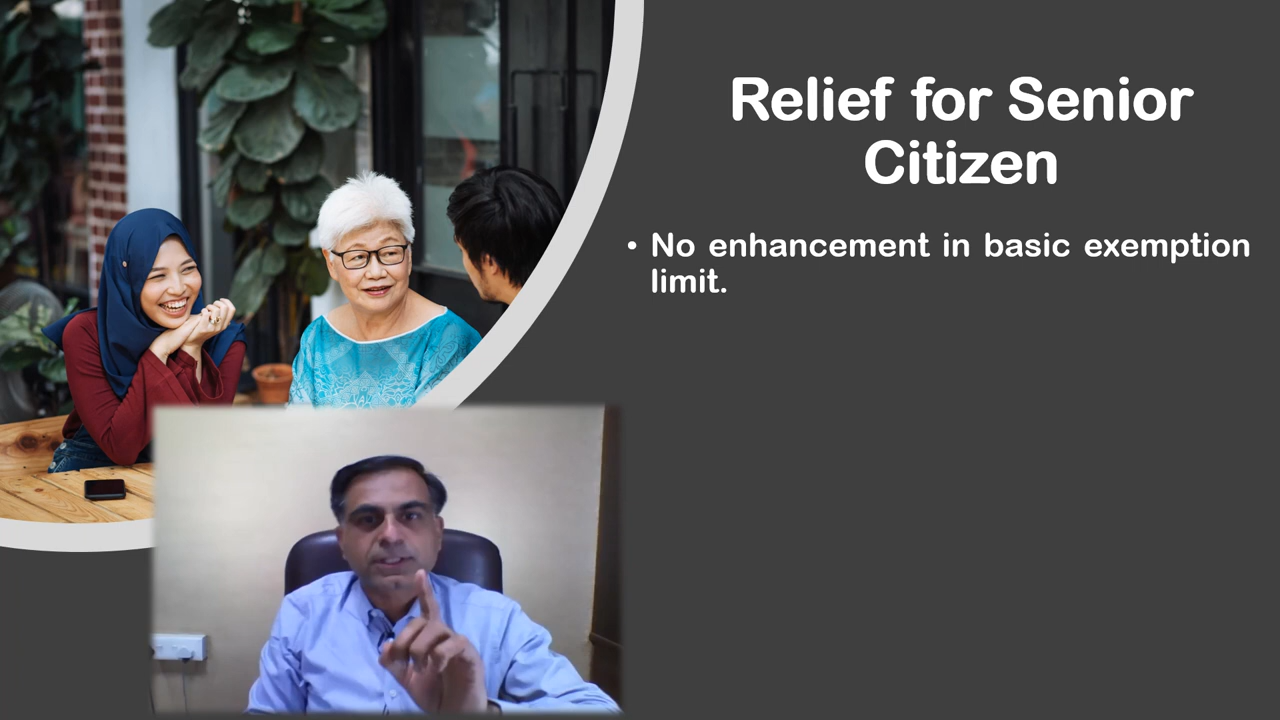 Relief for Senior
Citizen
• No enhancement in basic exemption
limit.